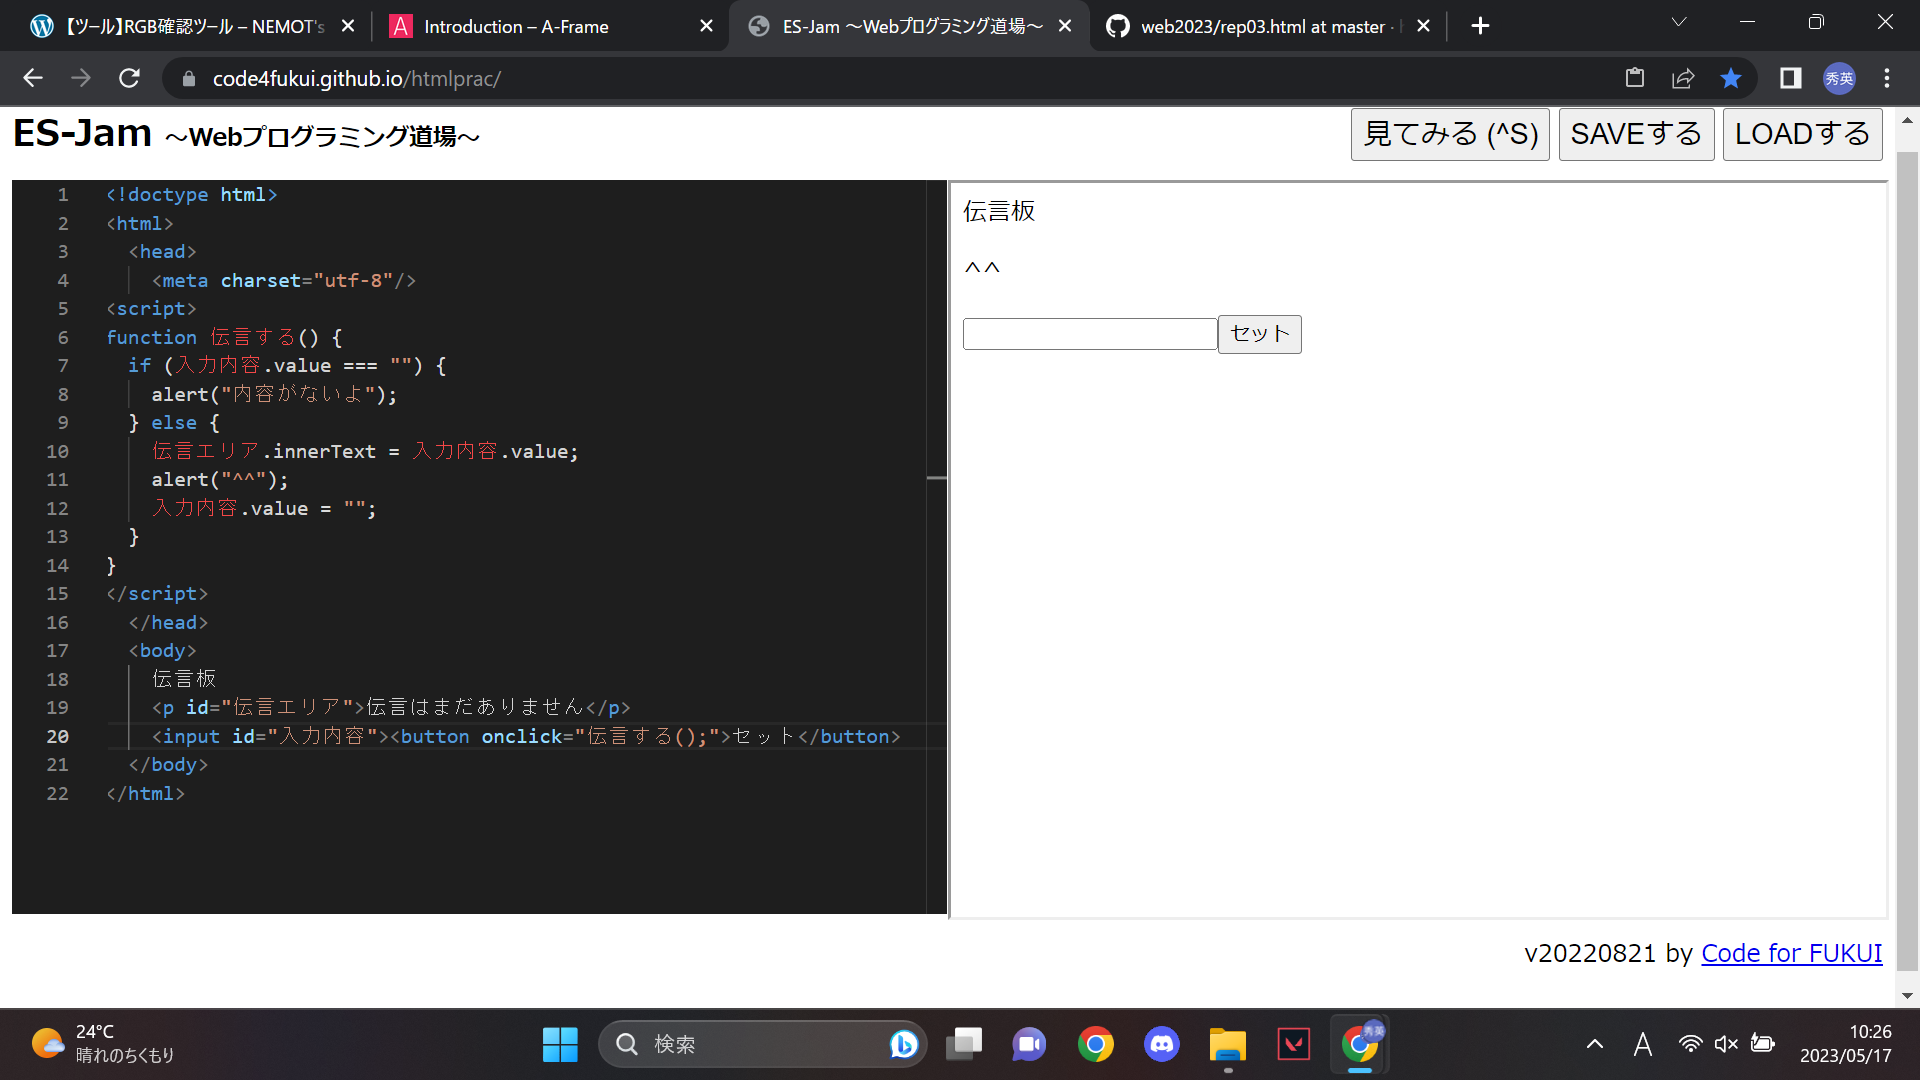 【ツール】RGB確認ツール – NEMOT's
Introduction – A-Frame
ES-Jam 〜Webプログラミング道場〜
web2023/rep03.html at master ·
code4fukui.github.io/htmlprac/
秀英
ES-Jam 〜Webプログラミング道場〜
見てみる (^S)
SAVEする
LOADする
1 <!doctype html>
2 <html>
3 <head>
4 <meta charset="utf-8"/>
5 <script>
6 function 伝言する() {
7 if (入力内容.value === "") {
8 alert("内容がないよ");
9 } else {
10 伝言エリア.innerText = 入力内容.value;
11 alert("^^");
12 入力内容.value = "";
13 }
14 }
15 </script>
16 </head>
17 <body>
18 伝言板
19 <p id="伝言エリア">伝言はまだありません</p>
20 <input id="入力内容"><button onclick="伝言する();">セット</button>
21 </body>
22 </html>
伝言板
^^
セット
v20220821 by Code for FUKUI
24°C
晴れのちくもり
検索
秀英
A
10:26
2023/05/17